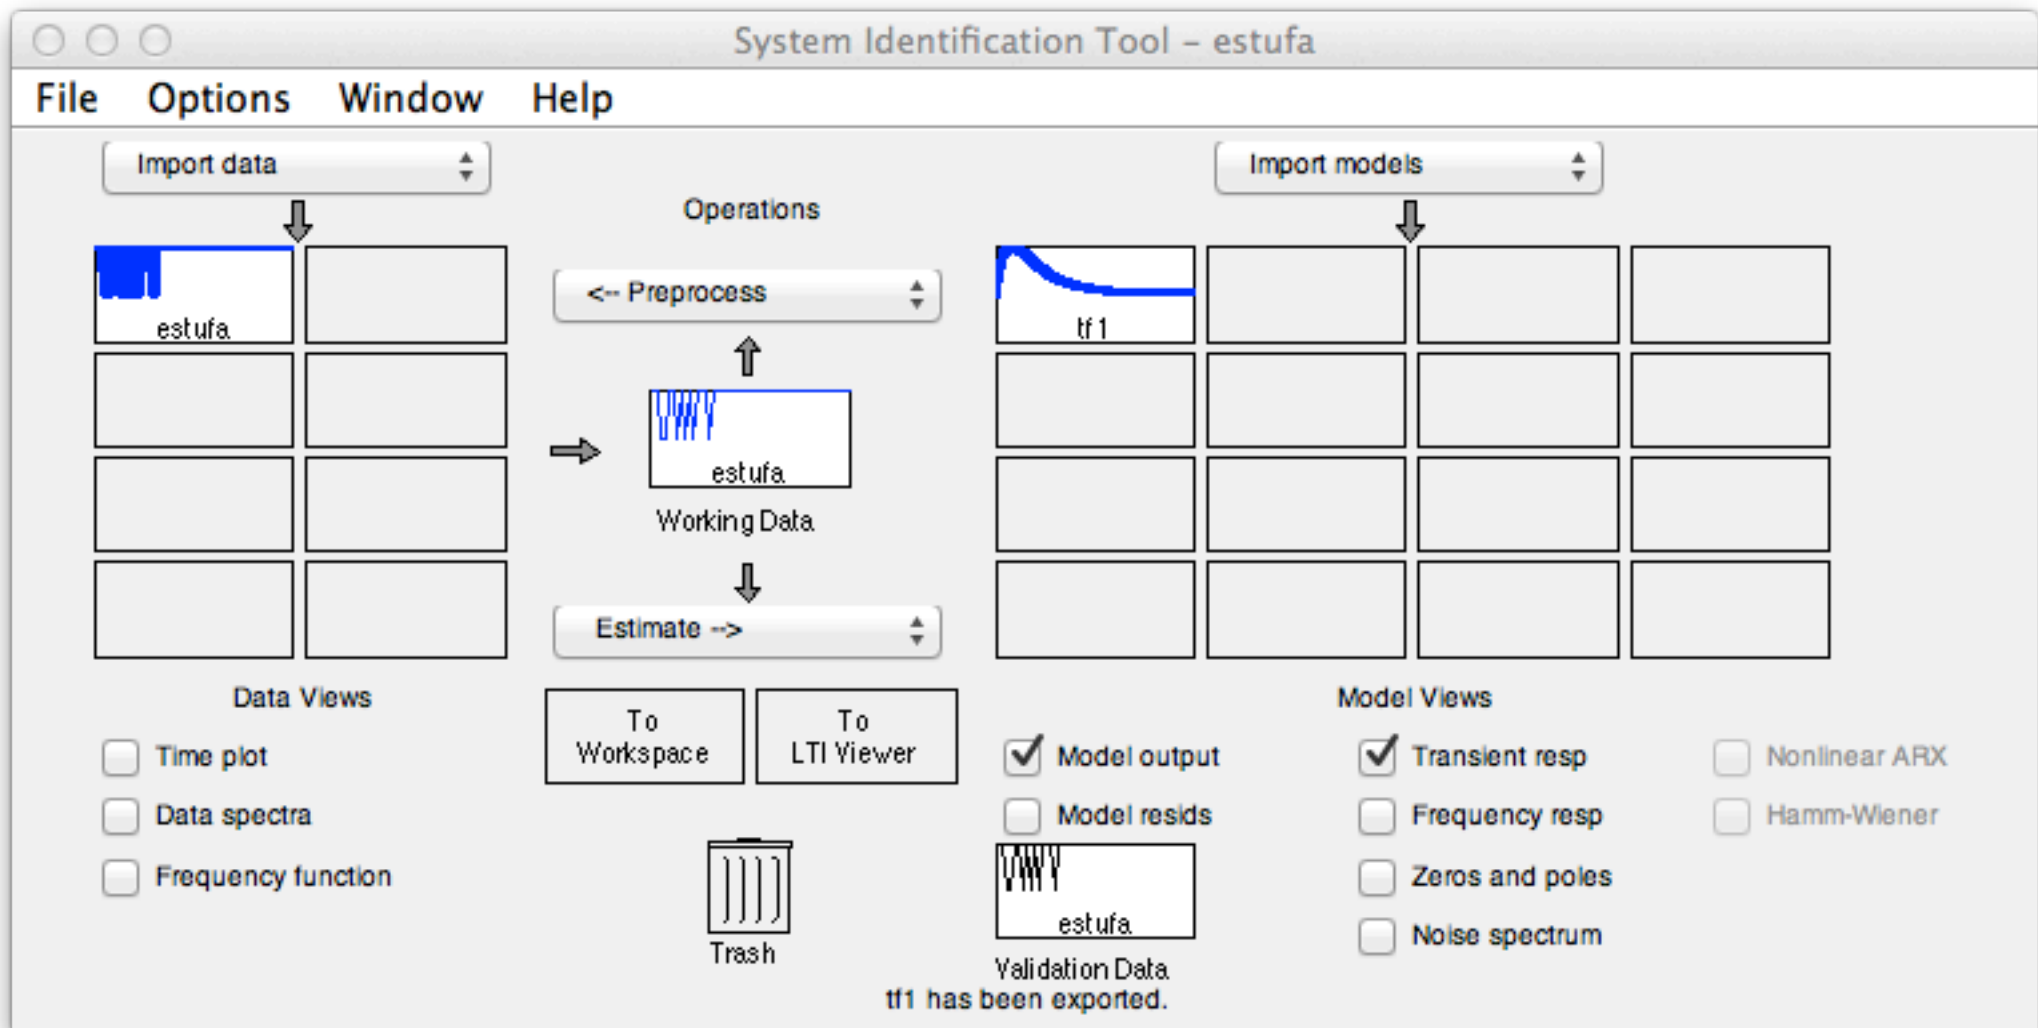 System Identification Tool – estufa
File Options Window Help
Import data
Import models
Operations
estufa
<-- Preprocess
tf1
estufa
Working Data
Estimate -->
Data Views
To
Workspace
To
LTI Viewer
Model Views
Time plot
Data spectra
Frequency function
Trash
Model output
Model resids
estufa
Validation Data
Transient resp
Frequency resp
Zeros and poles
Noise spectrum
Nonlinear ARX
Hamm-Wiener
tf1 has been exported.